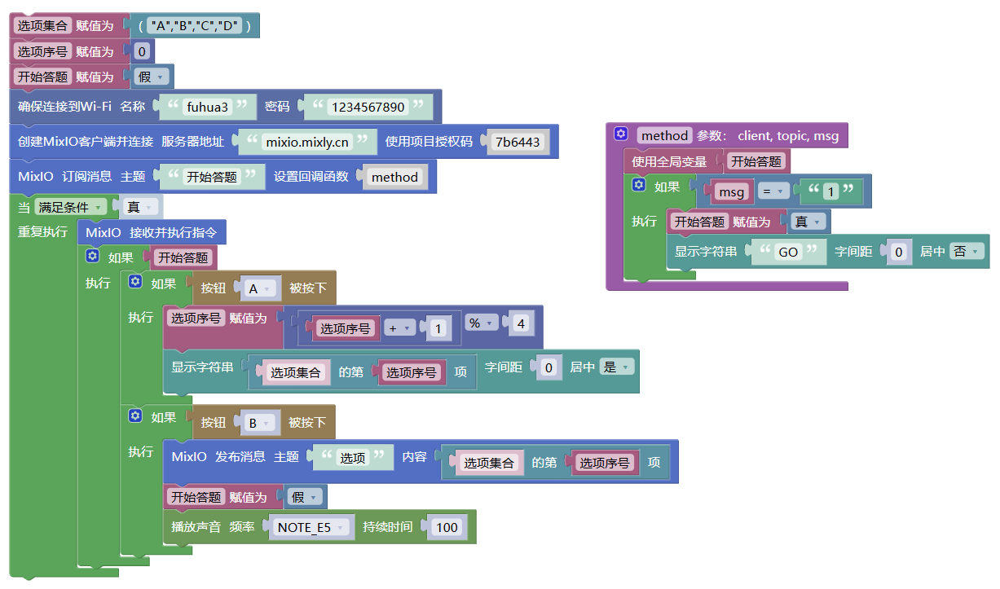 选项集合 赋值为 ( "A","B","C","D" )
选项序号 赋值为 0
开始答题 赋值为 假
确保连接到Wi-Fi 名称 “ fuhua3 ” 密码 “ 1234567890 ”
创建MixIO客户端并连接 服务器地址 “ mixio.mixly.cn ” 使用项目授权码 7b6443
MixIO 订阅消息 主题 “ 开始答题 ” 设置回调函数 method
当 满足条件 真
重复执行 MixIO 接收并执行指令
如果 开始答题
执行 如果 按钮 A 被按下
执行 选项序号 赋值为 选项序号 + 1 % 4
显示字符串 选项集合 的第 选项序号 项 字间距 0 居中 是
如果 按钮 B 被按下
执行 MixIO 发布消息 主题 “ 选项 ” 内容 选项集合 的第 选项序号 项
开始答题 赋值为 假
播放声音 频率 NOTE_E5 持续时间 100
method 参数: client, topic, msg
使用全局变量 开始答题
如果 msg = “ 1 ”
执行 开始答题 赋值为 真
显示字符串 “ GO ” 字间距 0 居中 否